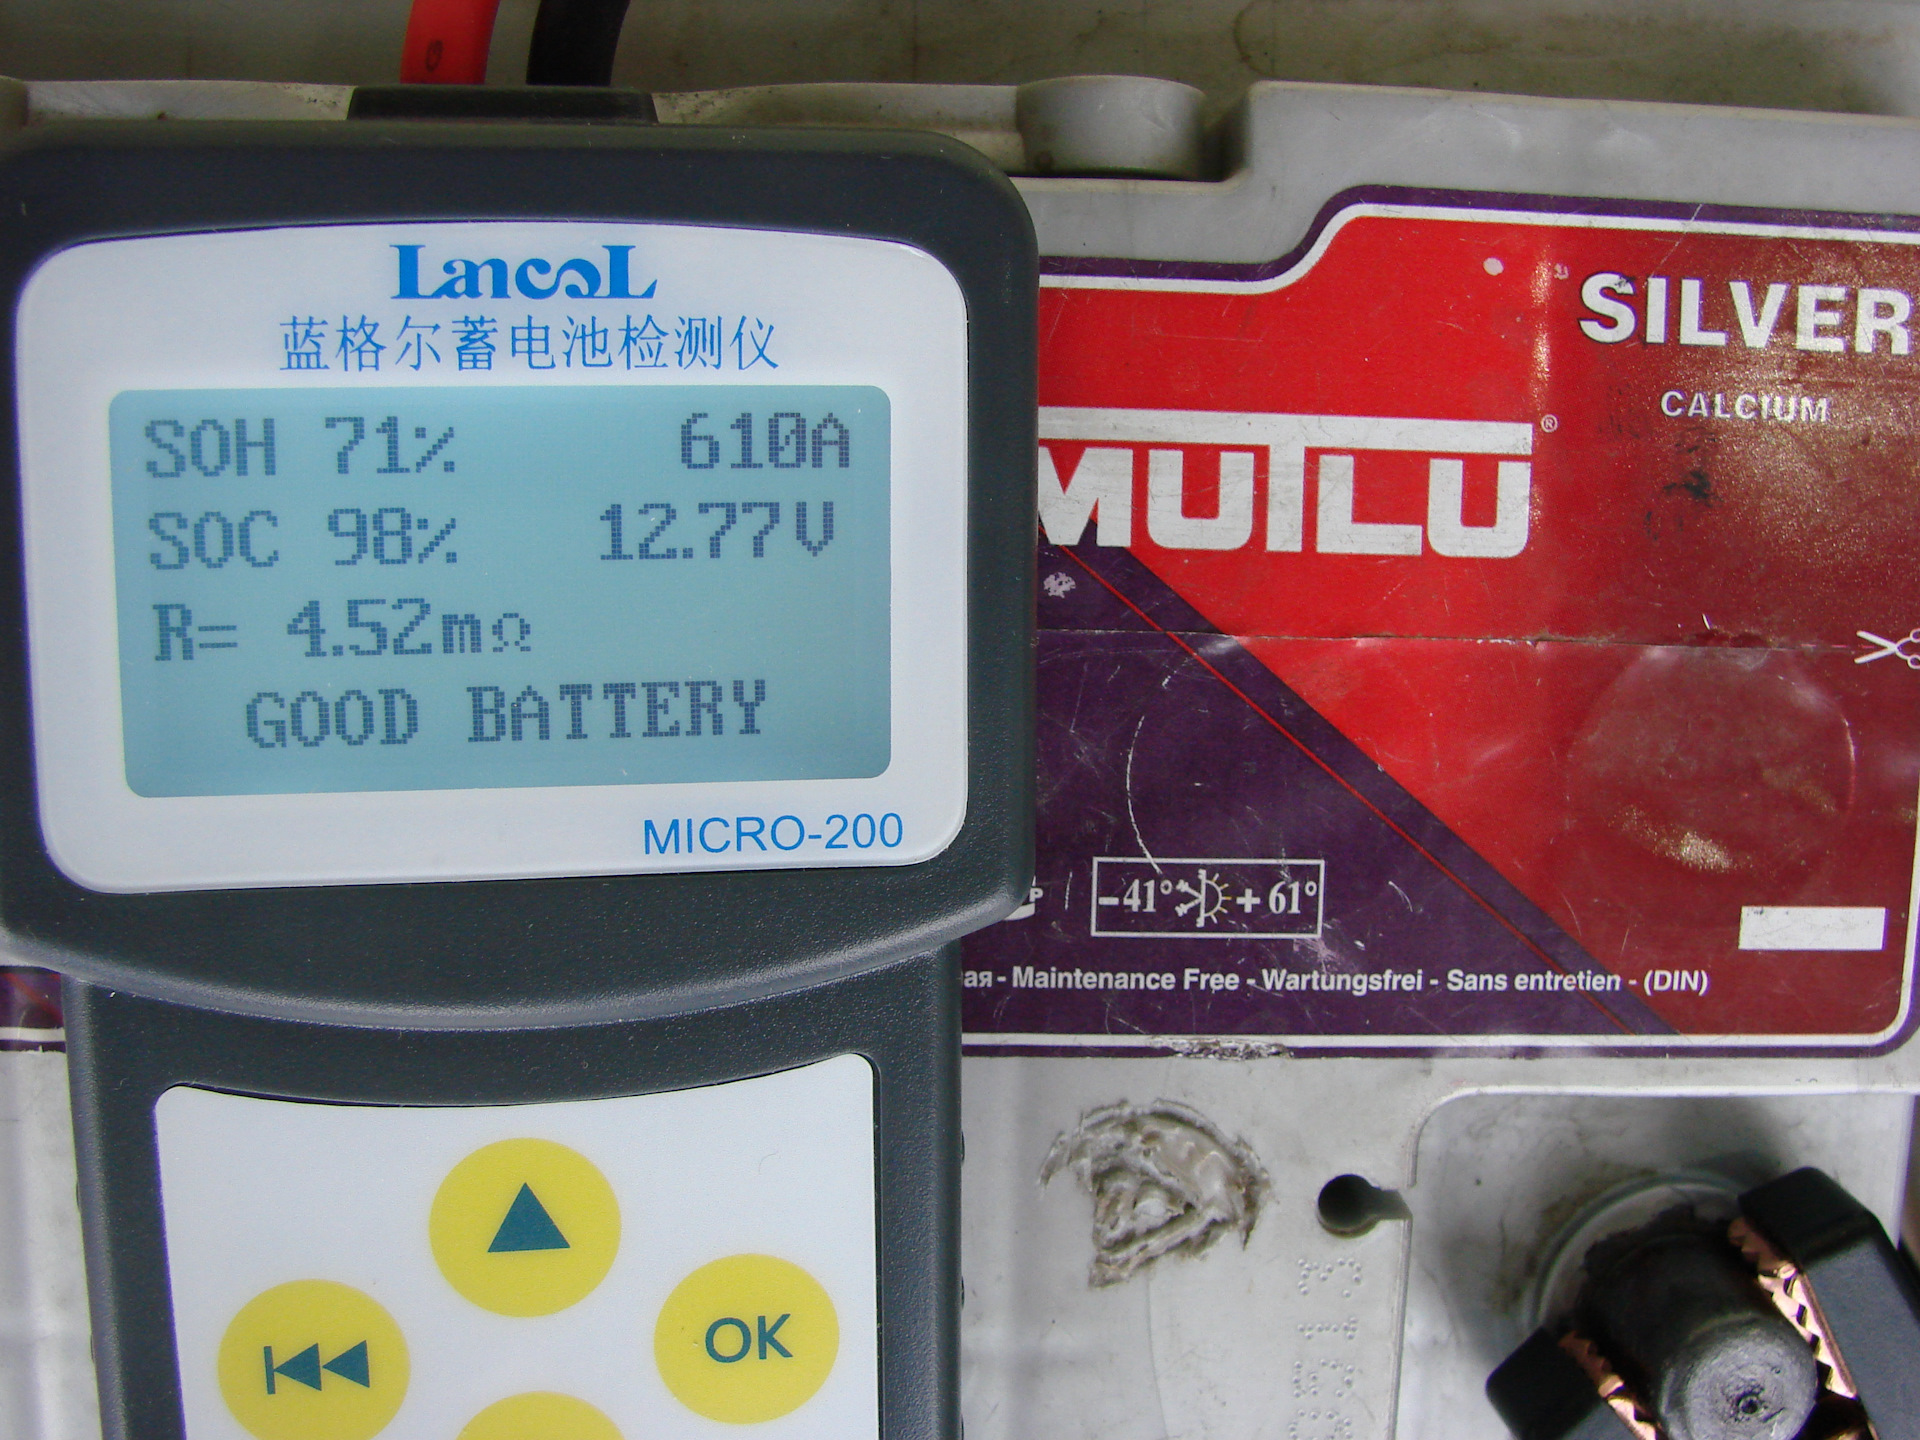 LancoL
蓝格尔蓄电池检测仪
SOH 71% 610A
SOC 98% 12.77V
R= 4.52mΩ
GOOD BATTERY
MICRO-200
OK
SILVER
CALCIUM
MUTLU®
-41° + 61°
- Maintenance Free - Wartungsfrei - Sans entretien - (DIN)